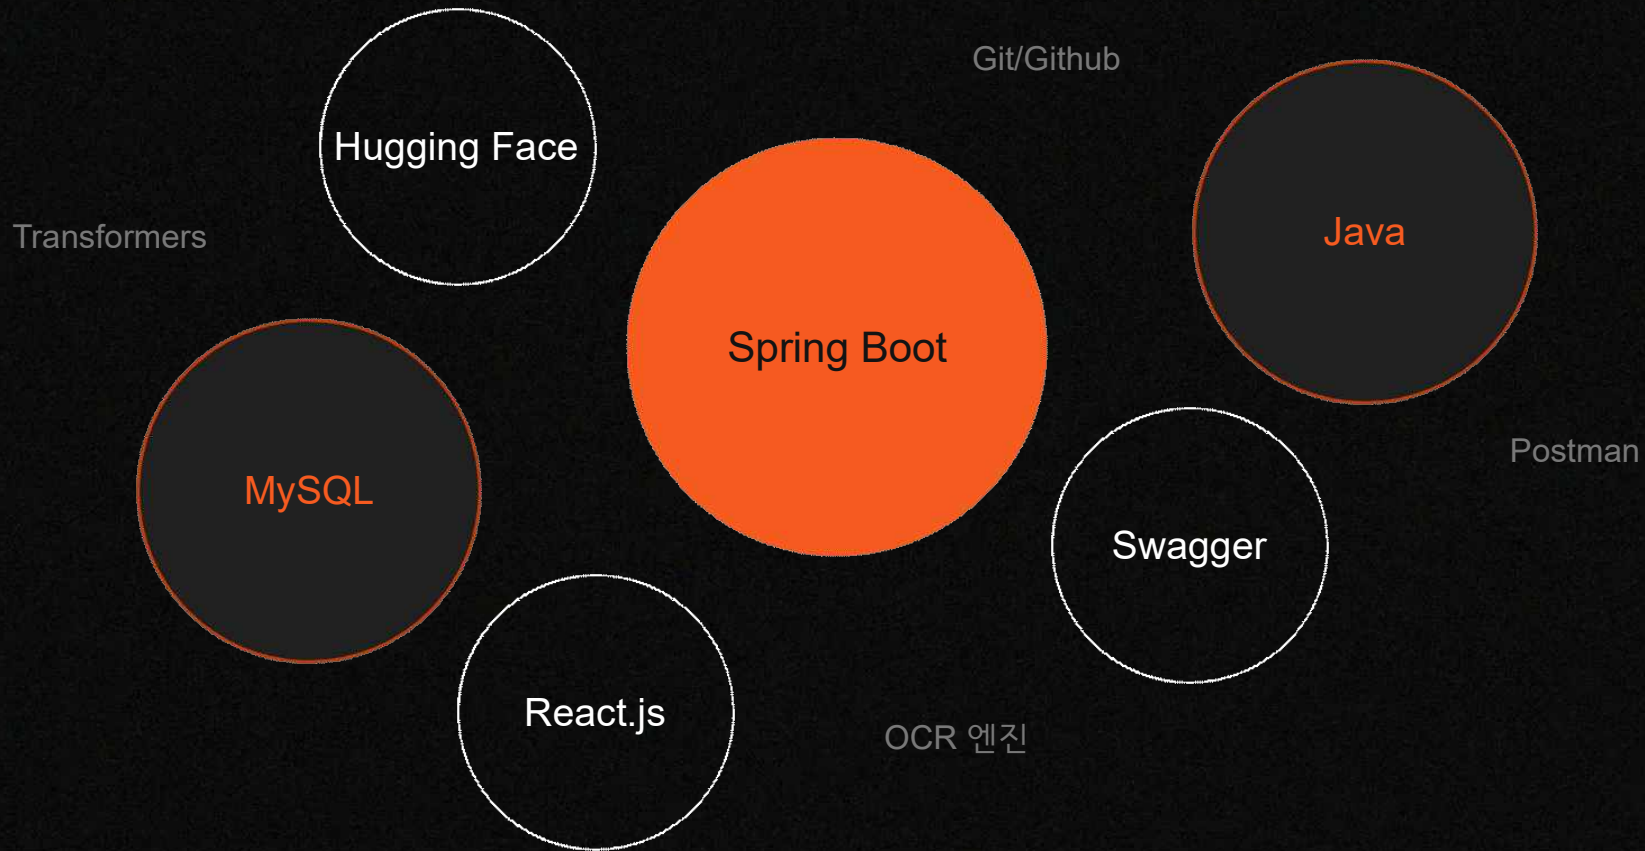 Git/Github
Hugging Face
Java
Transformers
Spring Boot
Postman
MySQL
Swagger
React.js
OCR 엔진